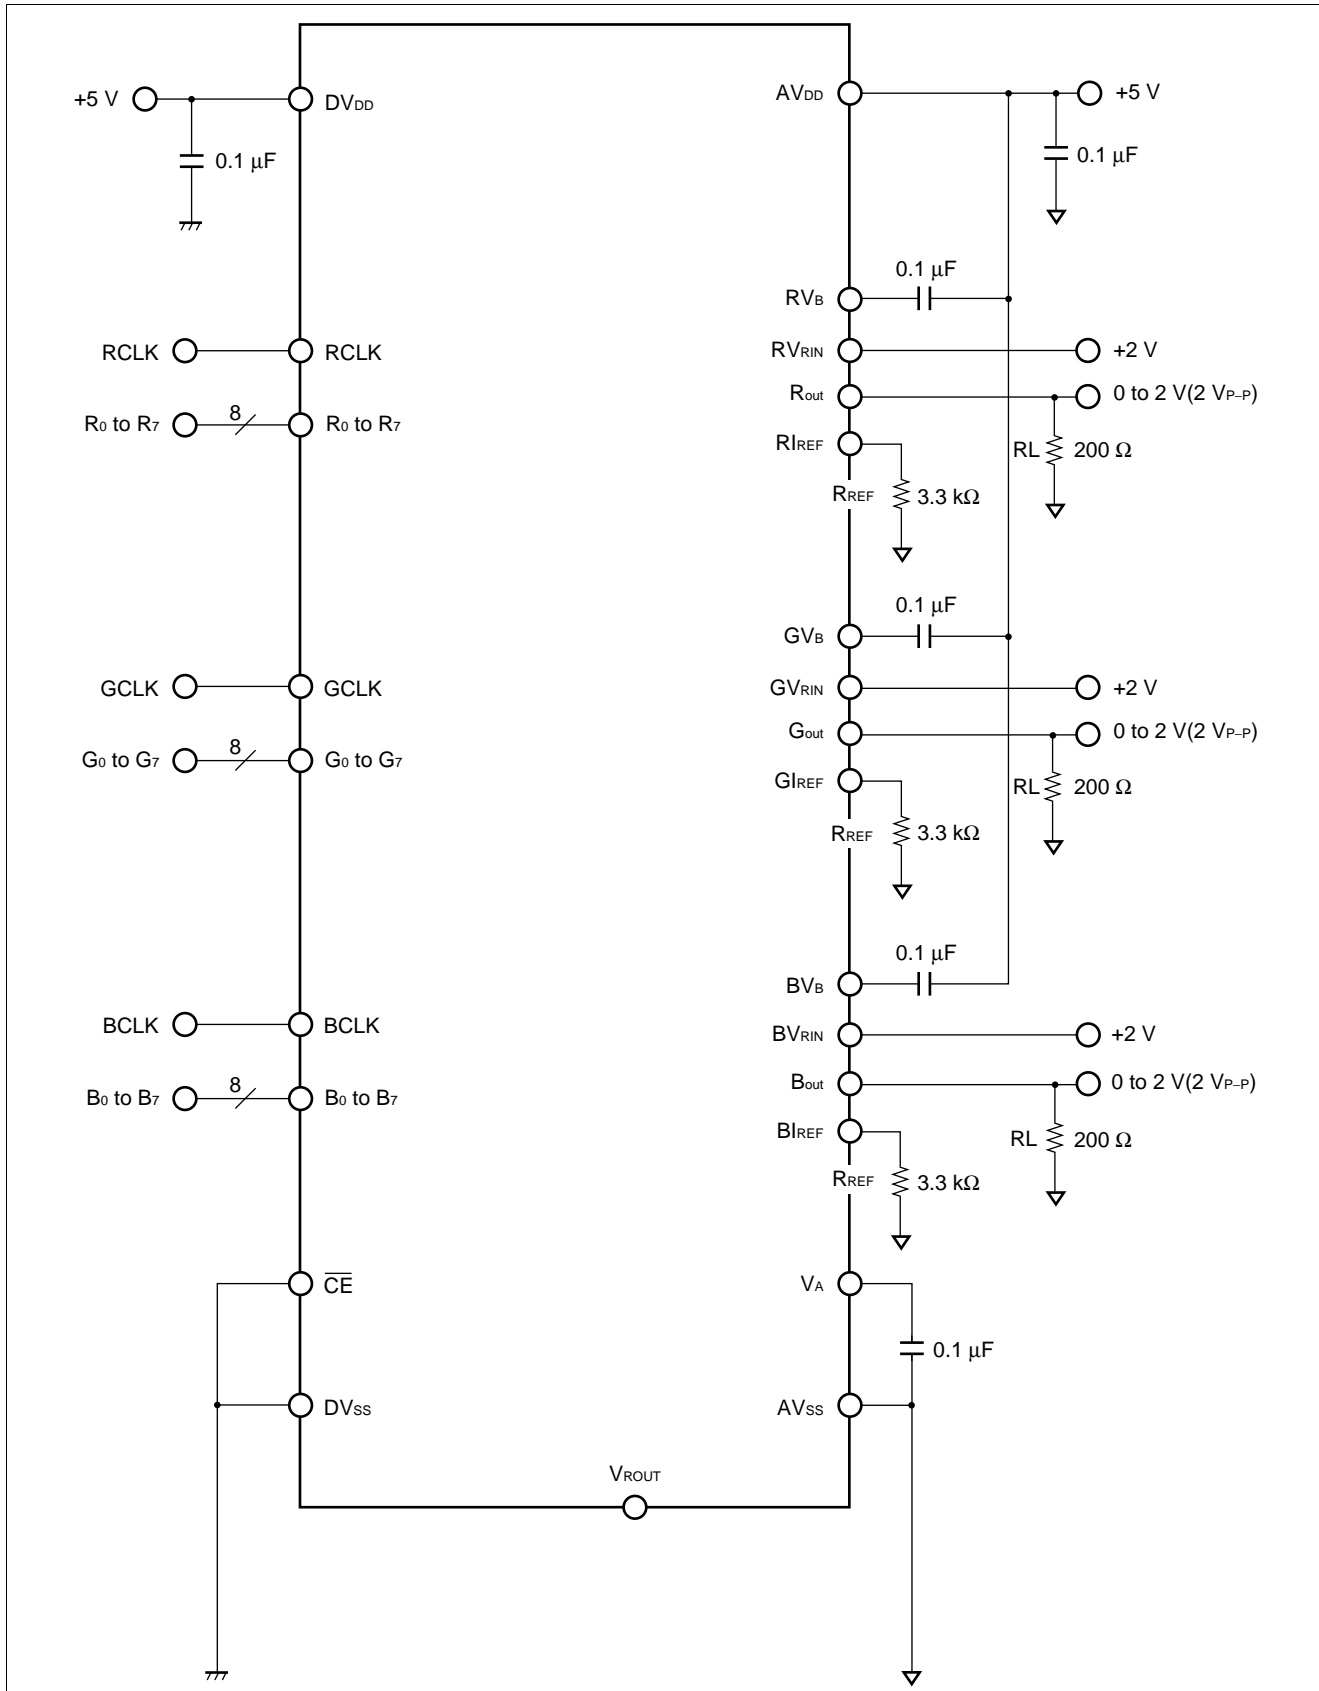 +5 V
DVDD
AVDD
+5 V
0.1 µF
0.1 µF
0.1 µF
RVB
RCLK
RCLK
RVRIN
+2 V
Rout
0 to 2 V(2 VP–P)
R0 to R7
8
R0 to R7
RIREF
RL
200 Ω
RREF
3.3 kΩ
0.1 µF
GVB
GCLK
GCLK
GVRIN
+2 V
Gout
0 to 2 V(2 VP–P)
G0 to G7
8
G0 to G7
GIREF
RL
200 Ω
RREF
3.3 kΩ
0.1 µF
BVB
BCLK
BCLK
BVRIN
+2 V
Bout
0 to 2 V(2 VP–P)
B0 to B7
8
B0 to B7
BIREF
RL
200 Ω
RREF
3.3 kΩ
C̅E̅
VA
0.1 µF
DVSS
AVSS
VROUT